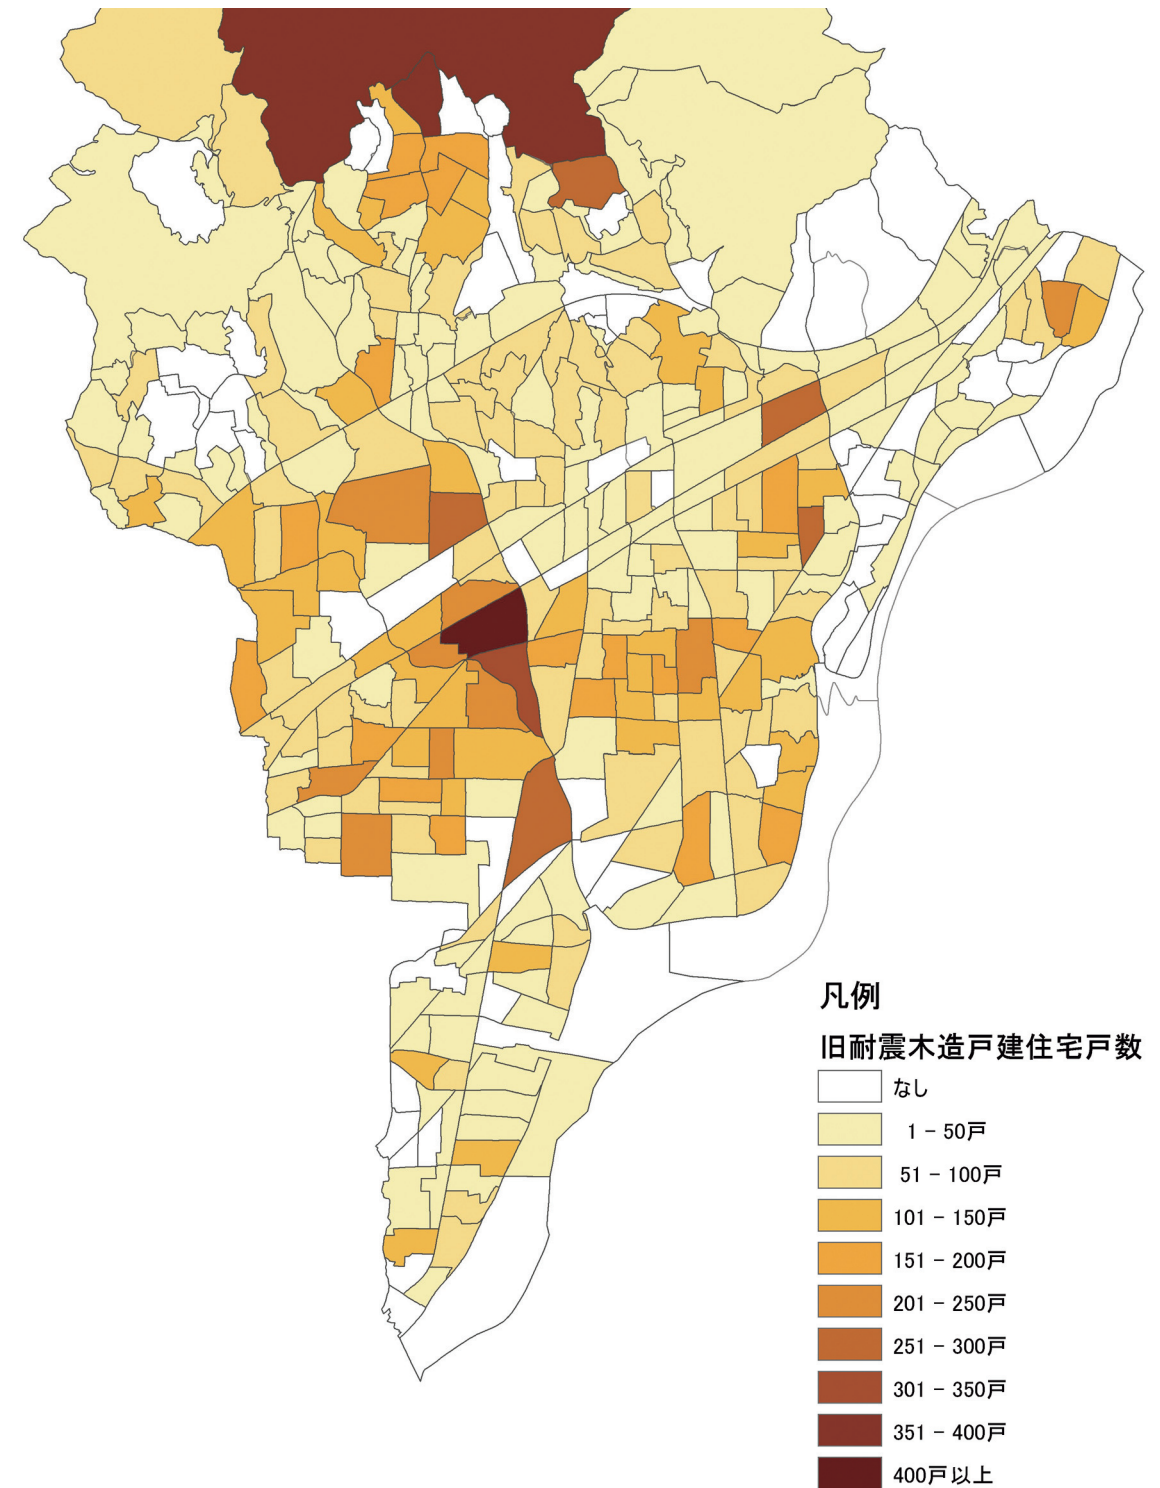 凡例
旧耐震木造戸建住宅戸数
なし
1 - 50戸
51 - 100戸
101 - 150戸
151 - 200戸
201 - 250戸
251 - 300戸
301 - 350戸
351 - 400戸
400戸以上